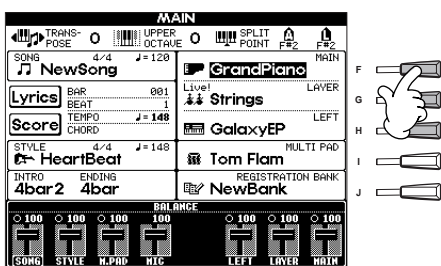 MAIN
TRANS-POSE 0 UPPER OCTAVE 0 SPLIT POINT A F#2 L F#2
SONG 4/4 ♩=120
NewSong
MAIN
GrandPiano
F
Lyrics BAR 001
BEAT 1
Live! LAYER
Strings
G
Score TEMPO ♩=148
CHORD
LEFT
GalaxyEP
H
STYLE 4/4 ♩=148
HeartBeat
MULTI PAD
Tom Flam
I
INTRO ENDING
4bar2 4bar
REGISTRATION BANK
NewBank
J
BALANCE
100 100 100 100 100 100 100
SONG STYLE M.PAD MIC LEFT LAYER MAIN